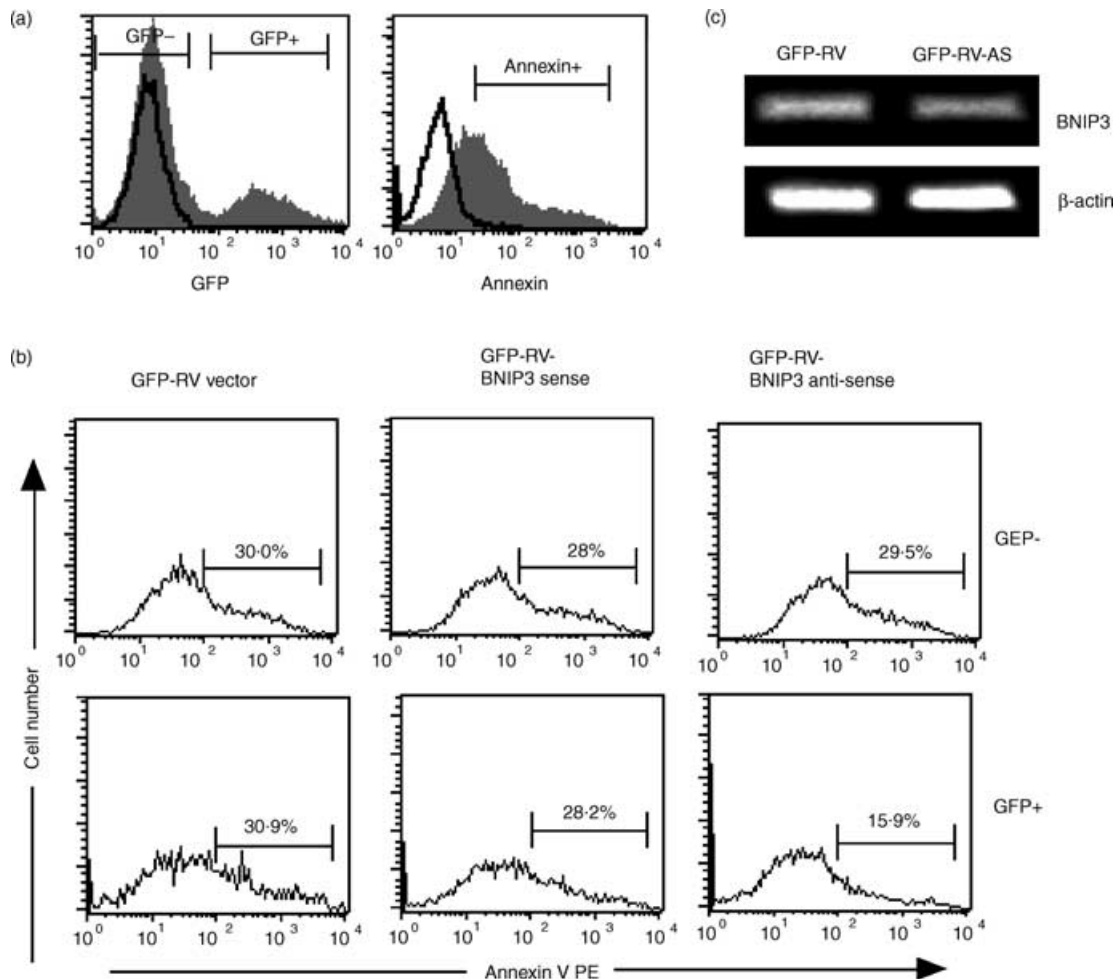 (a)
GFP–
GFP+
10⁰ 10¹ 10² 10³ 10⁴
GFP
Annexin+
10⁰ 10¹ 10² 10³ 10⁴
Annexin
(c)
GFP-RV
GFP-RV-AS
BNIP3
β-actin
(b)
GFP-RV vector
GFP-RV-
BNIP3 sense
GFP-RV-
BNIP3 anti-sense
30·0%
10⁰ 10¹ 10² 10³ 10⁴
28%
10⁰ 10¹ 10² 10³ 10⁴
29·5%
10⁰ 10¹ 10² 10³ 10⁴
GEP-
30·9%
10⁰ 10¹ 10² 10³ 10⁴
28·2%
10⁰ 10¹ 10² 10³ 10⁴
15·9%
10⁰ 10¹ 10² 10³ 10⁴
GFP+
Cell number
Annexin V PE